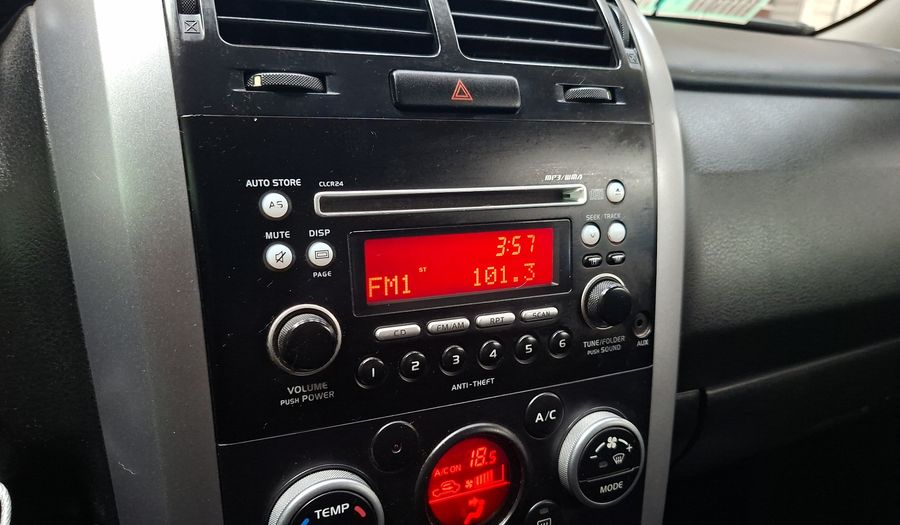 AUTO STORE
CLCR24
MP3/WMA
AS
SEEK/TRACK
MUTE
DISP
PAGE
3:57
ST
FM1
101.3
CD
FM/AM
RPT
SCAN
1
2
3
4
5
6
VOLUME
PUSH POWER
ANTI-THEFT
TUNE/FOLDER
PUSH SOUND
AUX
A/C
A/C ON
18.5
TEMP
MODE